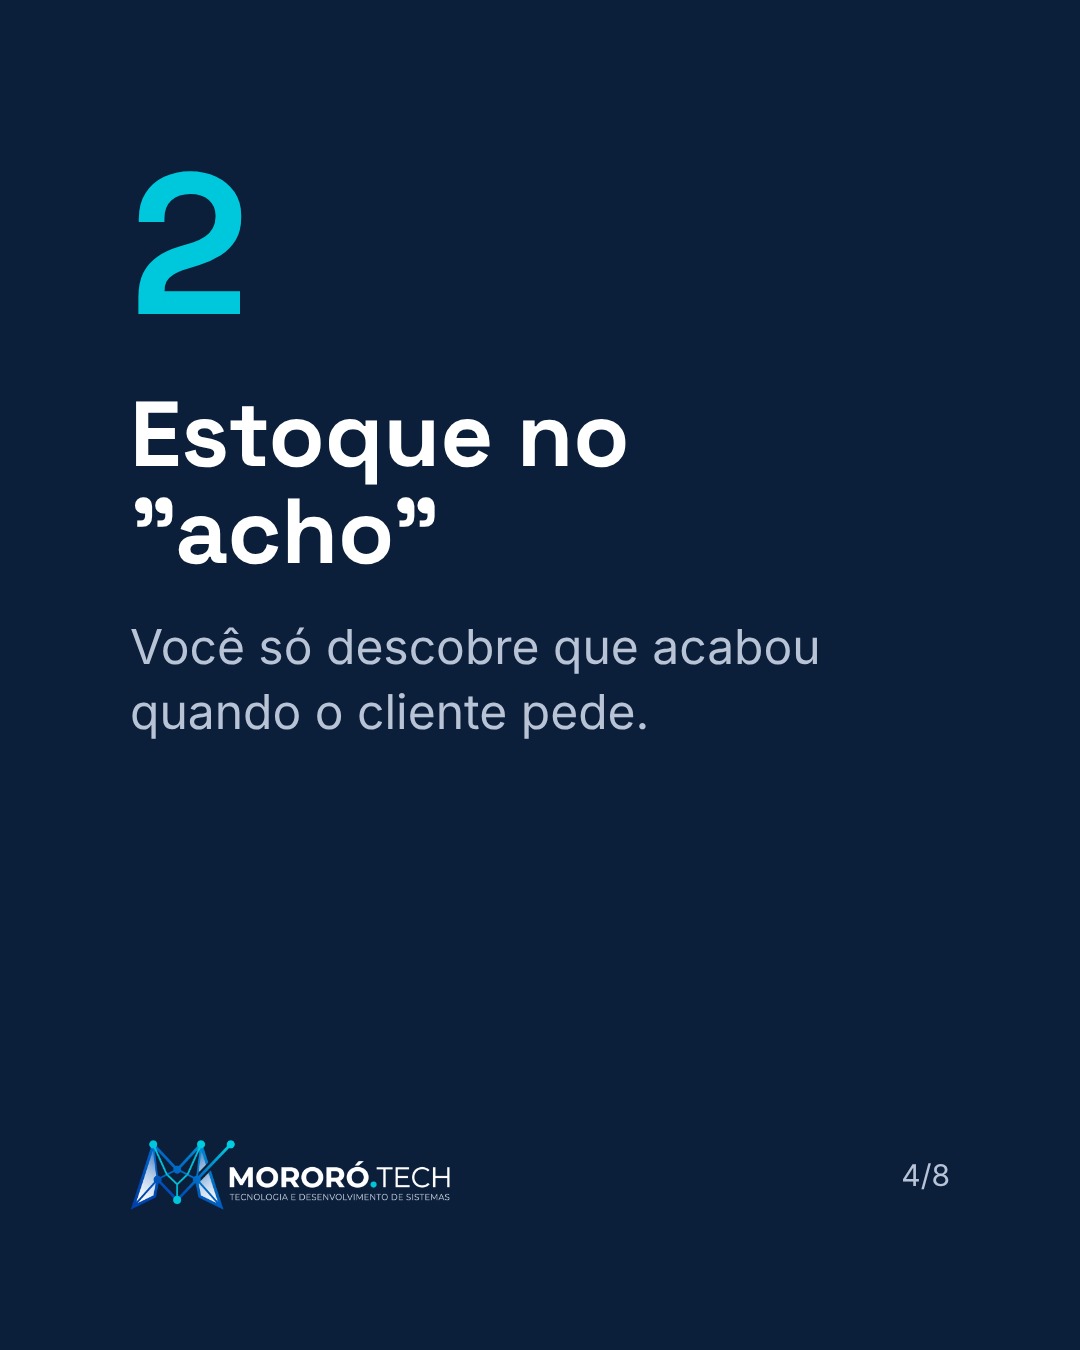 2
Estoque no
”acho”
Você só descobre que acabou
quando o cliente pede.
MORORÓ.TECH
TECNOLOGIA E DESENVOLVIMENTO DE SISTEMAS
4/8